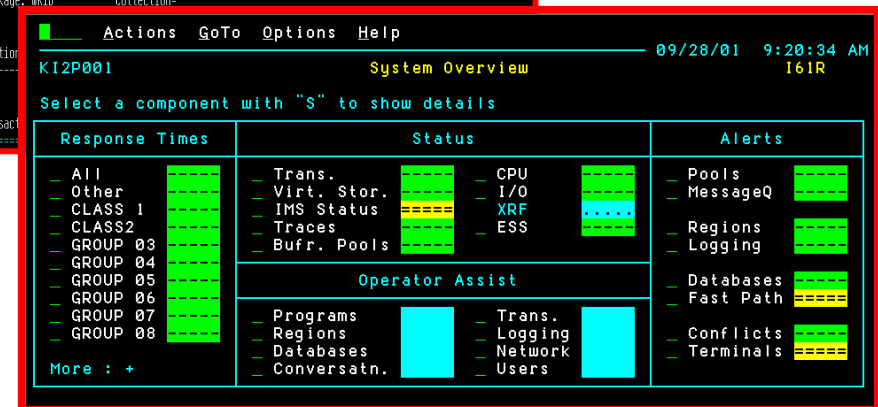 kage, WKID    Collection-
Actions GoTo Options Help
09/28/01 9:20:34 AM
KI2P001 System Overview I61R
Select a component with "S" to show details
Response Times Status Alerts
_ All ----- _ Trans. ----- _ CPU ----- _ Pools -----
_ Other ----- _ Virt. Stor. ----- _ I/O ----- _ MessageQ -----
_ CLASS 1 ----- _ IMS Status ===== XRF .....
_ CLASS2 ----- _ Traces ----- _ ESS ----- _ Regions -----
_ GROUP 03 ----- _ Bufr. Pools ----- _ Logging -----
_ GROUP 04 -----
_ GROUP 05 ----- Operator Assist _ Databases -----
_ GROUP 06 ----- _ Fast Path =====
_ GROUP 07 ----- _ Programs _ Trans.
_ GROUP 08 ----- _ Regions _ Logging _ Conflicts -----
_ Databases _ Network _ Terminals =====
More : + _ Conversatn. _ Users